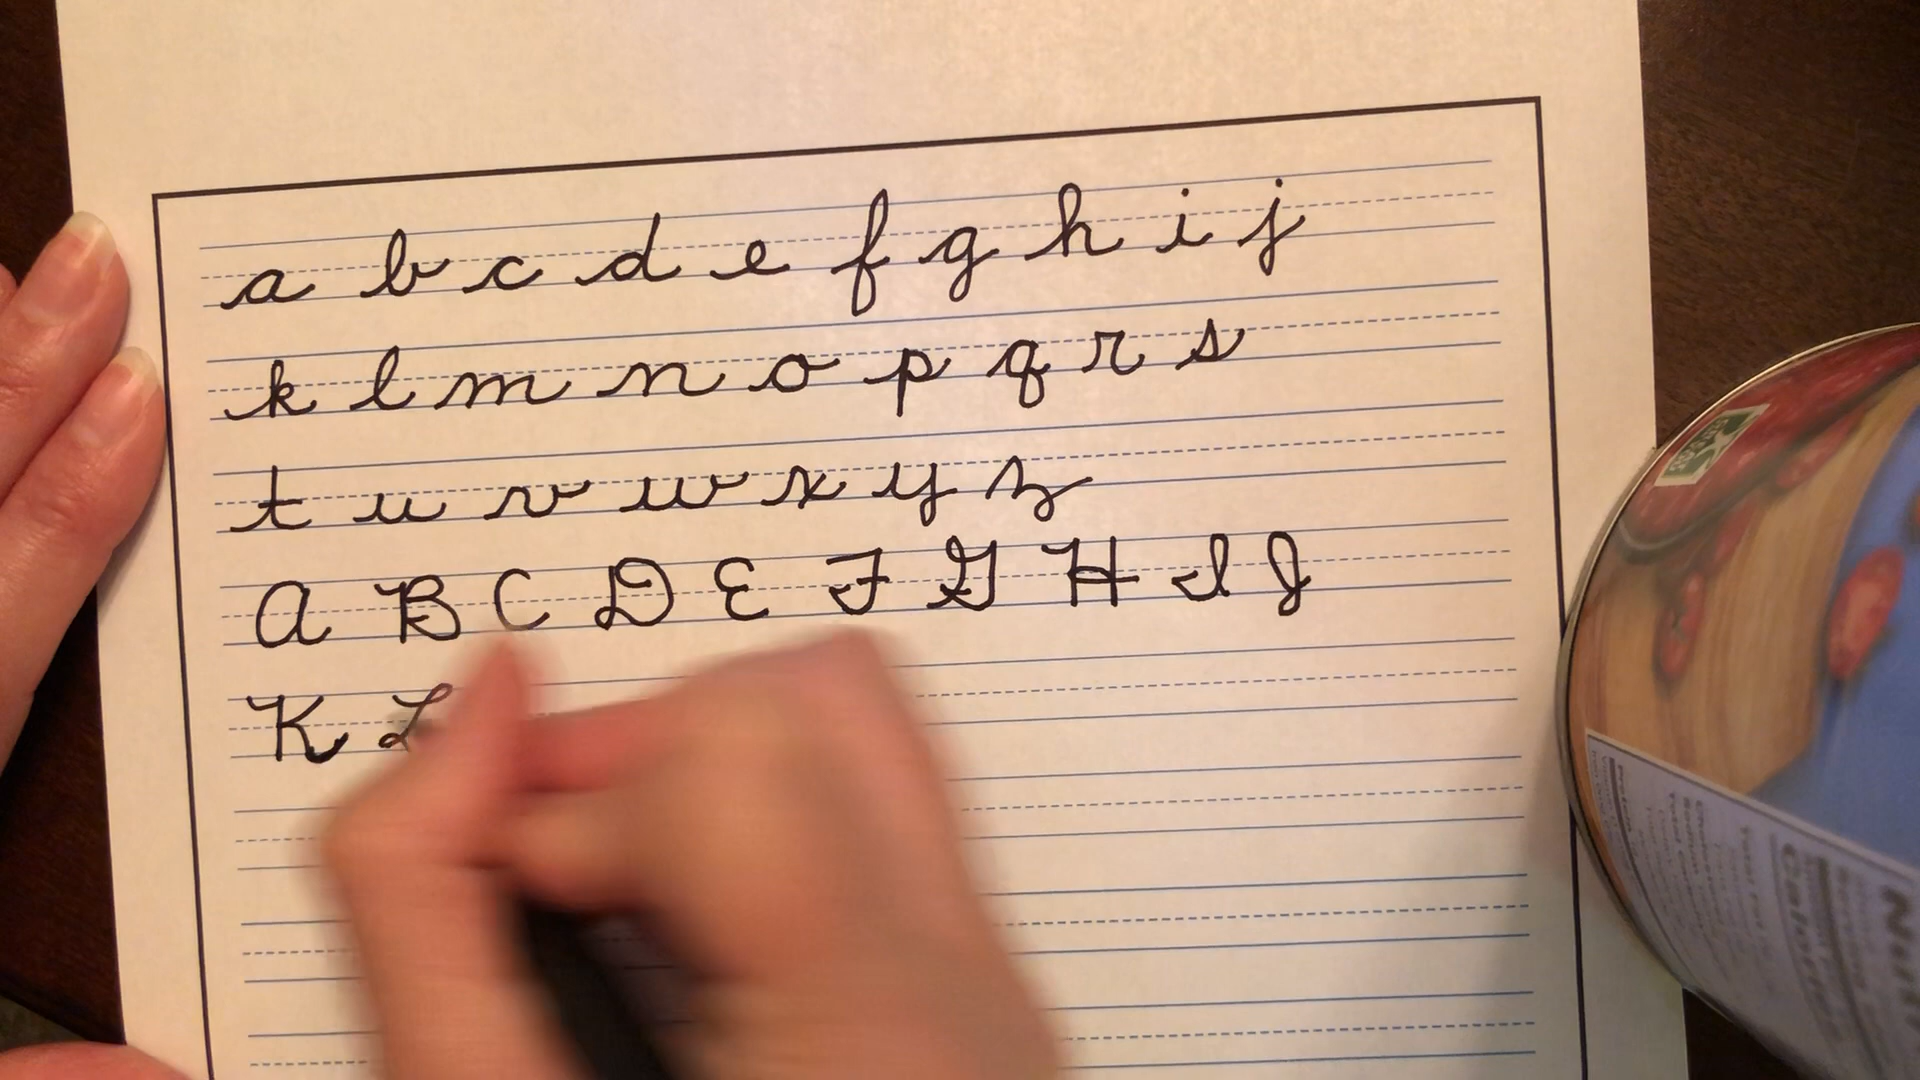 a b c d e f g h i j
k l m n o p q r s
t u v w x y z
A B C D E F G H I J
K L